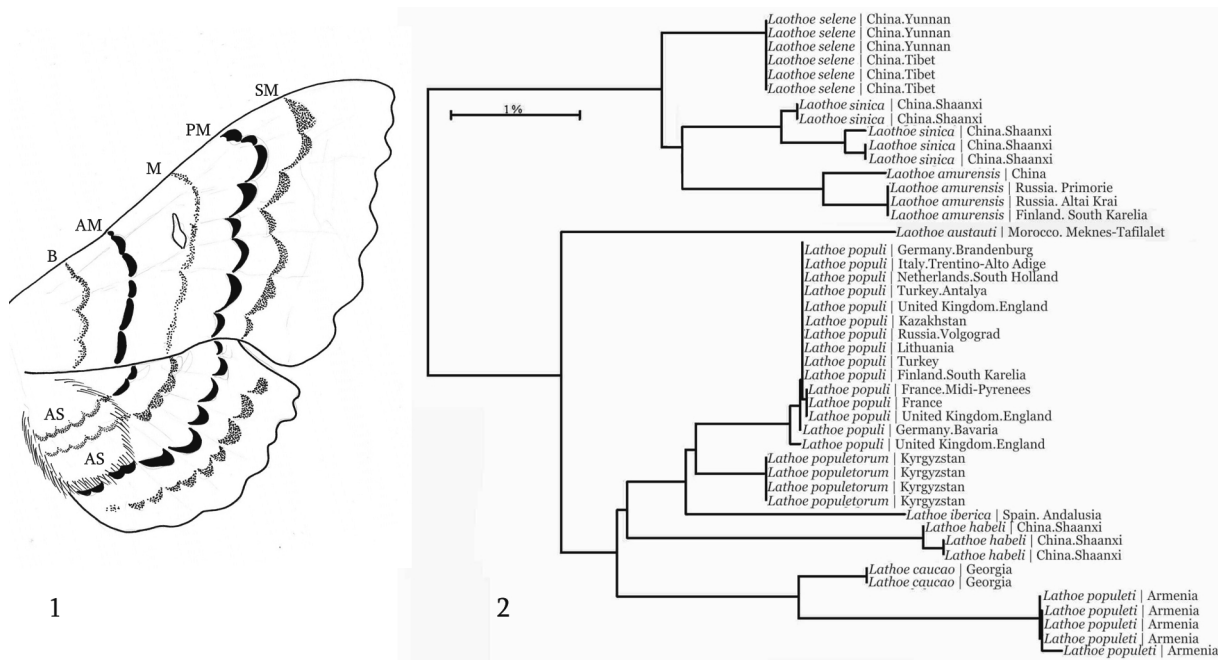 SM
PM
M
AM
B
AS
AS
1
1%
Laothoe selene | China.Yunnan
Laothoe selene | China.Yunnan
Laothoe selene | China.Yunnan
Laothoe selene | China.Tibet
Laothoe selene | China.Tibet
Laothoe selene | China.Tibet
Laothoe sinica | China.Shaanxi
Laothoe sinica | China.Shaanxi
Laothoe sinica | China.Shaanxi
Laothoe sinica | China.Shaanxi
Laothoe sinica | China.Shaanxi
Laothoe amurensis | China
Laothoe amurensis | Russia. Primorie
Laothoe amurensis | Russia. Altai Krai
Laothoe amurensis | Finland. South Karelia
Laothoe austauti | Morocco. Meknes-Tafilalet
Lathoe populi | Germany.Brandenburg
Lathoe populi | Italy.Trentino-Alto Adige
Lathoe populi | Netherlands.South Holland
Lathoe populi | Turkey.Antalya
Lathoe populi | United Kingdom.England
Lathoe populi | Kazakhstan
Lathoe populi | Russia.Volgograd
Lathoe populi | Lithuania
Lathoe populi | Turkey
Lathoe populi | Finland.South Karelia
Lathoe populi | France.Midi-Pyrenees
Lathoe populi | France
Lathoe populi | United Kingdom.England
Lathoe populi | Germany.Bavaria
Lathoe populi | United Kingdom.England
Lathoe populetorum | Kyrgyzstan
Lathoe populetorum | Kyrgyzstan
Lathoe populetorum | Kyrgyzstan
Lathoe populetorum | Kyrgyzstan
Lathoe iberica | Spain. Andalusia
Lathoe habeli | China.Shaanxi
Lathoe habeli | China.Shaanxi
Lathoe habeli | China.Shaanxi
Lathoe caucao | Georgia
Lathoe caucao | Georgia
Lathoe populeti | Armenia
Lathoe populeti | Armenia
Lathoe populeti | Armenia
Lathoe populeti | Armenia
Lathoe populeti | Armenia
2